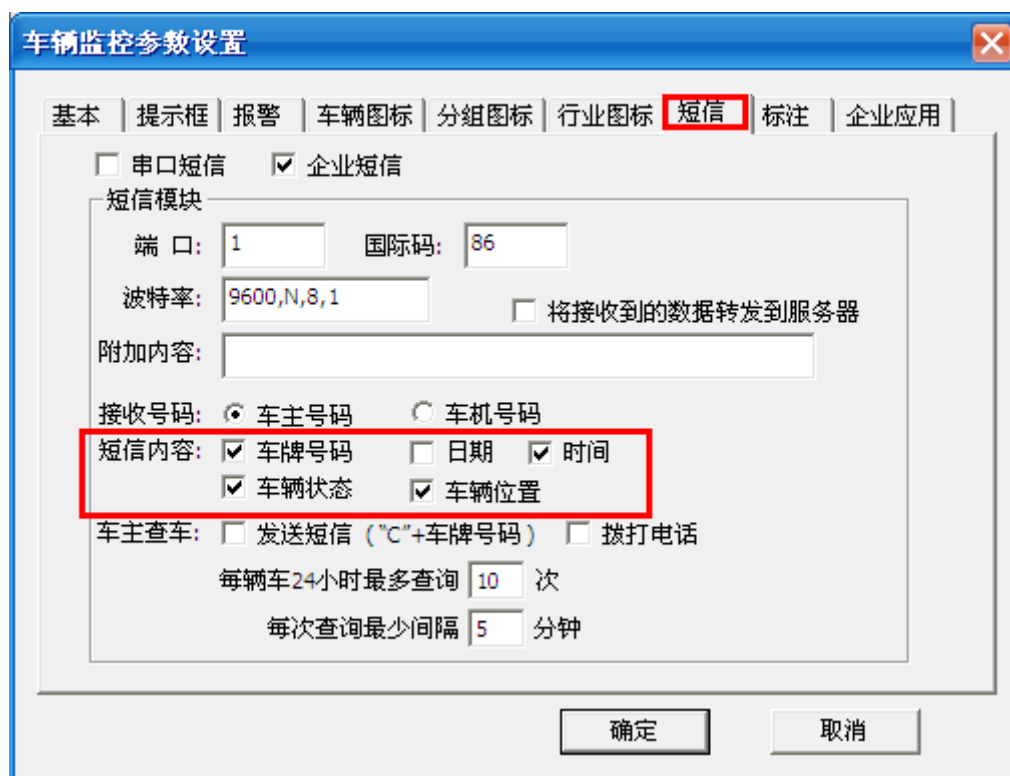 车辆监控参数设置
基本 提示框 报警 车辆图标 分组图标 行业图标 短信 标注 企业应用
串口短信 企业短信
短信模块
端 口: 1 国际码: 86
波特率: 9600,N,8,1 将接收到的数据转发到服务器
附加内容:
接收号码: 车主号码 车机号码
短信内容: 车牌号码 日期 时间
车辆状态 车辆位置
车主查车: 发送短信 ("C"+车牌号码) 拨打电话
每辆车24小时最多查询 10 次
每次查询最少间隔 5 分钟
确定 取消